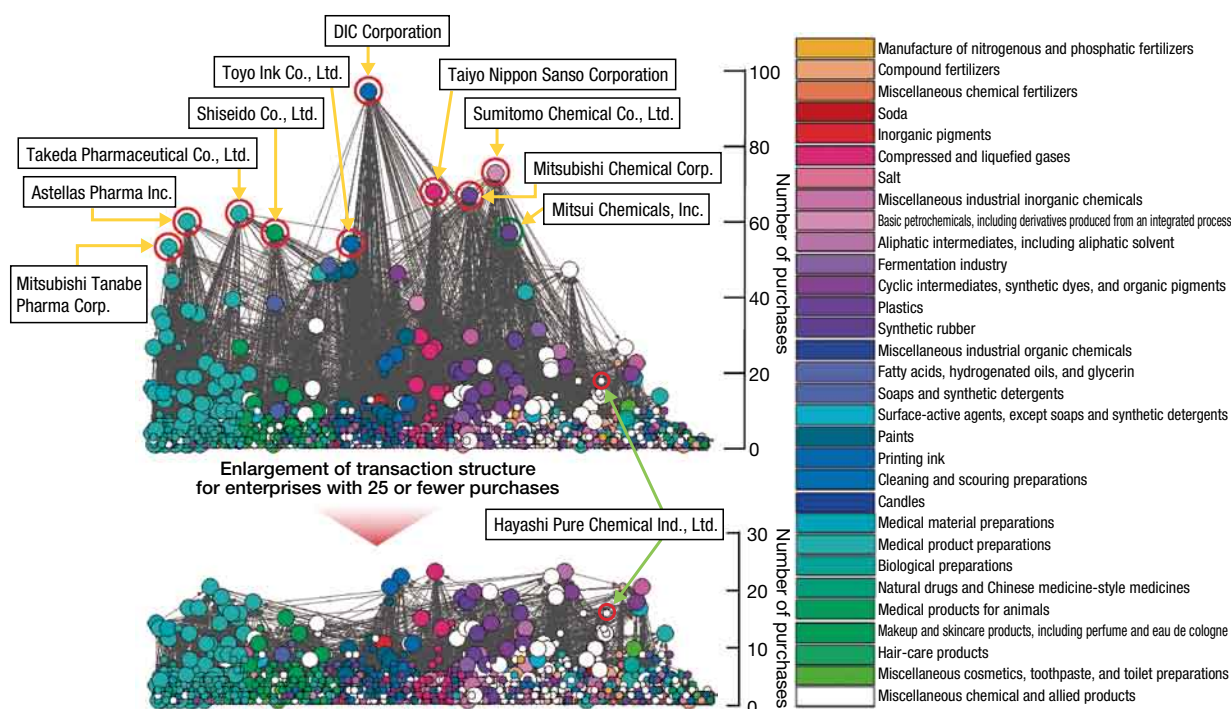 DIC Corporation
Toyo Ink Co., Ltd.
Taiyo Nippon Sanso Corporation
Shiseido Co., Ltd.
Sumitomo Chemical Co., Ltd.
Takeda Pharmaceutical Co., Ltd.
Mitsubishi Chemical Corp.
Astellas Pharma Inc.
Mitsui Chemicals, Inc.
Mitsubishi Tanabe
Pharma Corp.
100
80
60
40
20
0
Number of purchases
Enlargement of transaction structure
for enterprises with 25 or fewer purchases
Hayashi Pure Chemical Ind., Ltd.
30
20
10
0
Number of purchases
Manufacture of nitrogenous and phosphatic fertilizers
Compound fertilizers
Miscellaneous chemical fertilizers
Soda
Inorganic pigments
Compressed and liquefied gases
Salt
Miscellaneous industrial inorganic chemicals
Basic petrochemicals, including derivatives produced from an integrated process
Aliphatic intermediates, including aliphatic solvent
Fermentation industry
Cyclic intermediates, synthetic dyes, and organic pigments
Plastics
Synthetic rubber
Miscellaneous industrial organic chemicals
Fatty acids, hydrogenated oils, and glycerin
Soaps and synthetic detergents
Surface-active agents, except soaps and synthetic detergents
Paints
Printing ink
Cleaning and scouring preparations
Candles
Medical material preparations
Medical product preparations
Biological preparations
Natural drugs and Chinese medicine-style medicines
Medical products for animals
Makeup and skincare products, including perfume and eau de cologne
Hair-care products
Miscellaneous cosmetics, toothpaste, and toilet preparations
Miscellaneous chemical and allied products